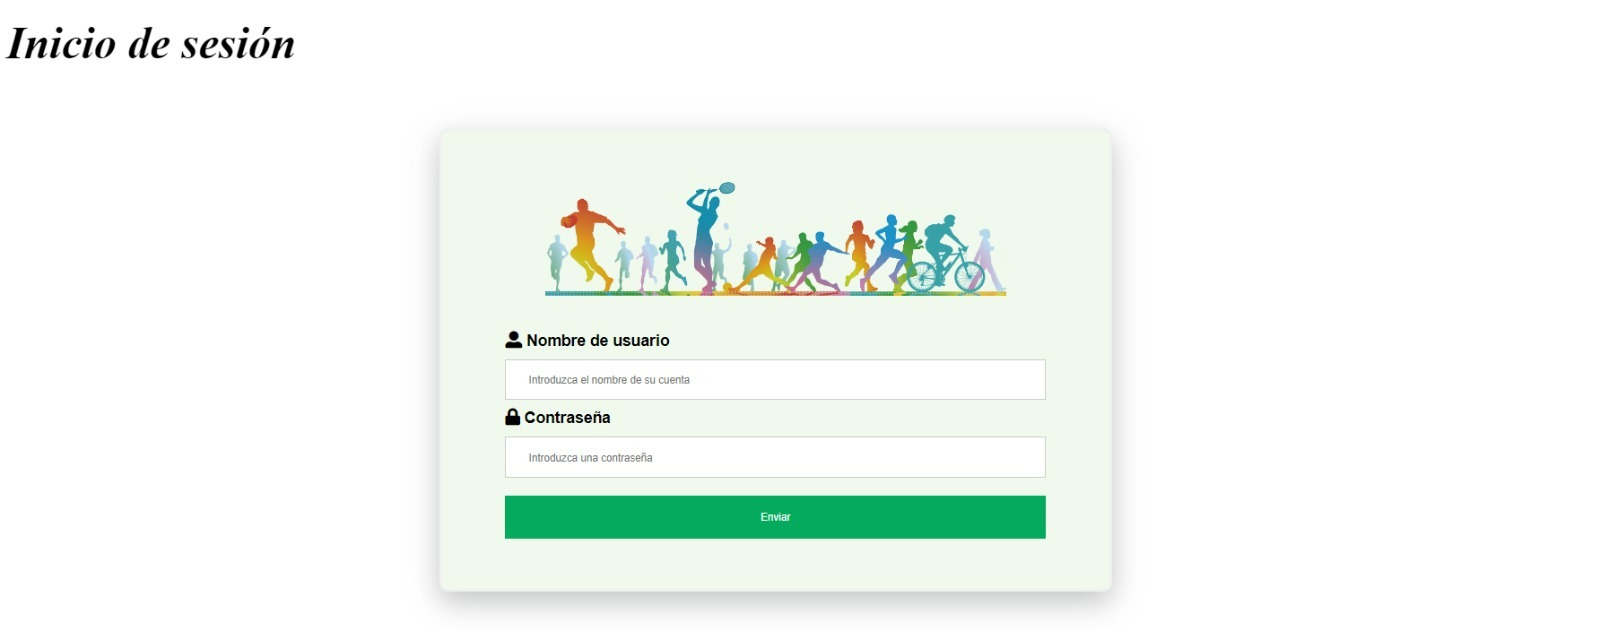 Inicio de sesión
Nombre de usuario
Introduzca el nombre de su cuenta
Contraseña
Introduzca una contraseña
Enviar